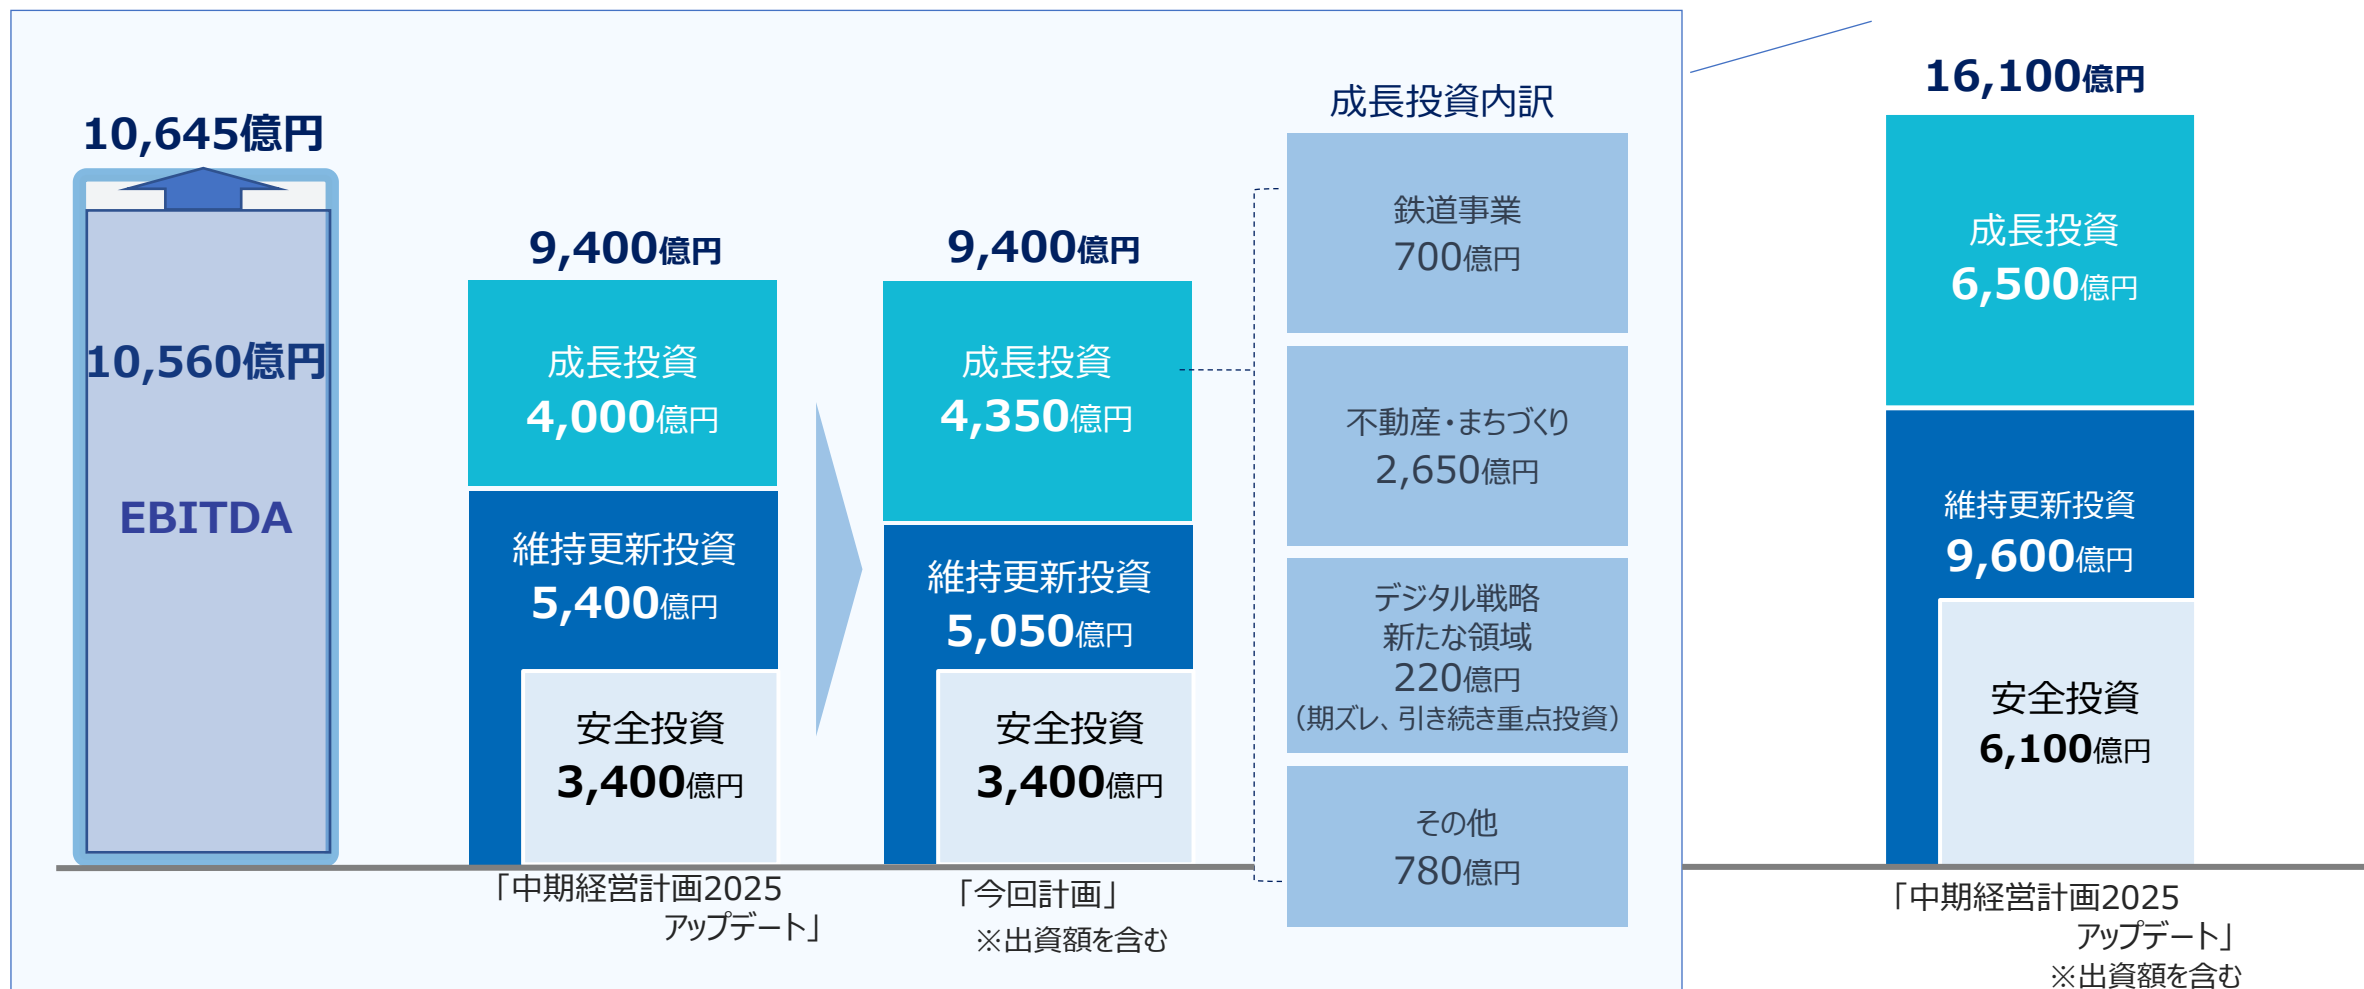 10,645億円
10,560億円
EBITDA
9,400億円
成長投資
4,000億円
維持更新投資
5,400億円
安全投資
3,400億円
「中期経営計画2025
アップデート」
9,400億円
成長投資
4,350億円
維持更新投資
5,050億円
安全投資
3,400億円
「今回計画」
※出資額を含む
成長投資内訳
鉄道事業
700億円
不動産・まちづくり
2,650億円
デジタル戦略
新たな領域
220億円
（期ズレ、引き続き重点投資）
その他
780億円
16,100億円
成長投資
6,500億円
維持更新投資
9,600億円
安全投資
6,100億円
「中期経営計画2025
アップデート」
※出資額を含む